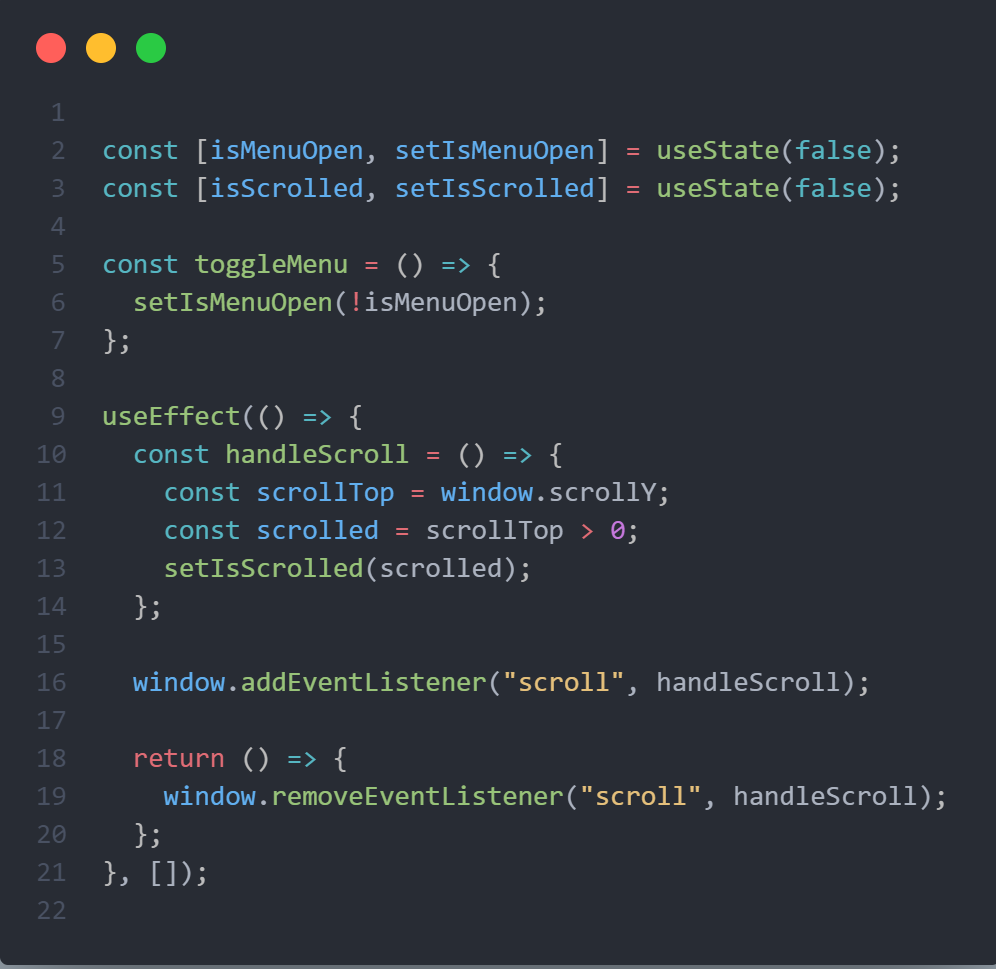 1
2 const [isMenuOpen, setIsMenuOpen] = useState(false);
3 const [isScrolled, setIsScrolled] = useState(false);
4
5 const toggleMenu = () => {
6   setIsMenuOpen(!isMenuOpen);
7 };
8
9 useEffect(() => {
10   const handleScroll = () => {
11     const scrollTop = window.scrollY;
12     const scrolled = scrollTop > 0;
13     setIsScrolled(scrolled);
14   };
15
16   window.addEventListener("scroll", handleScroll);
17
18   return () => {
19     window.removeEventListener("scroll", handleScroll);
20   };
21 }, []);
22